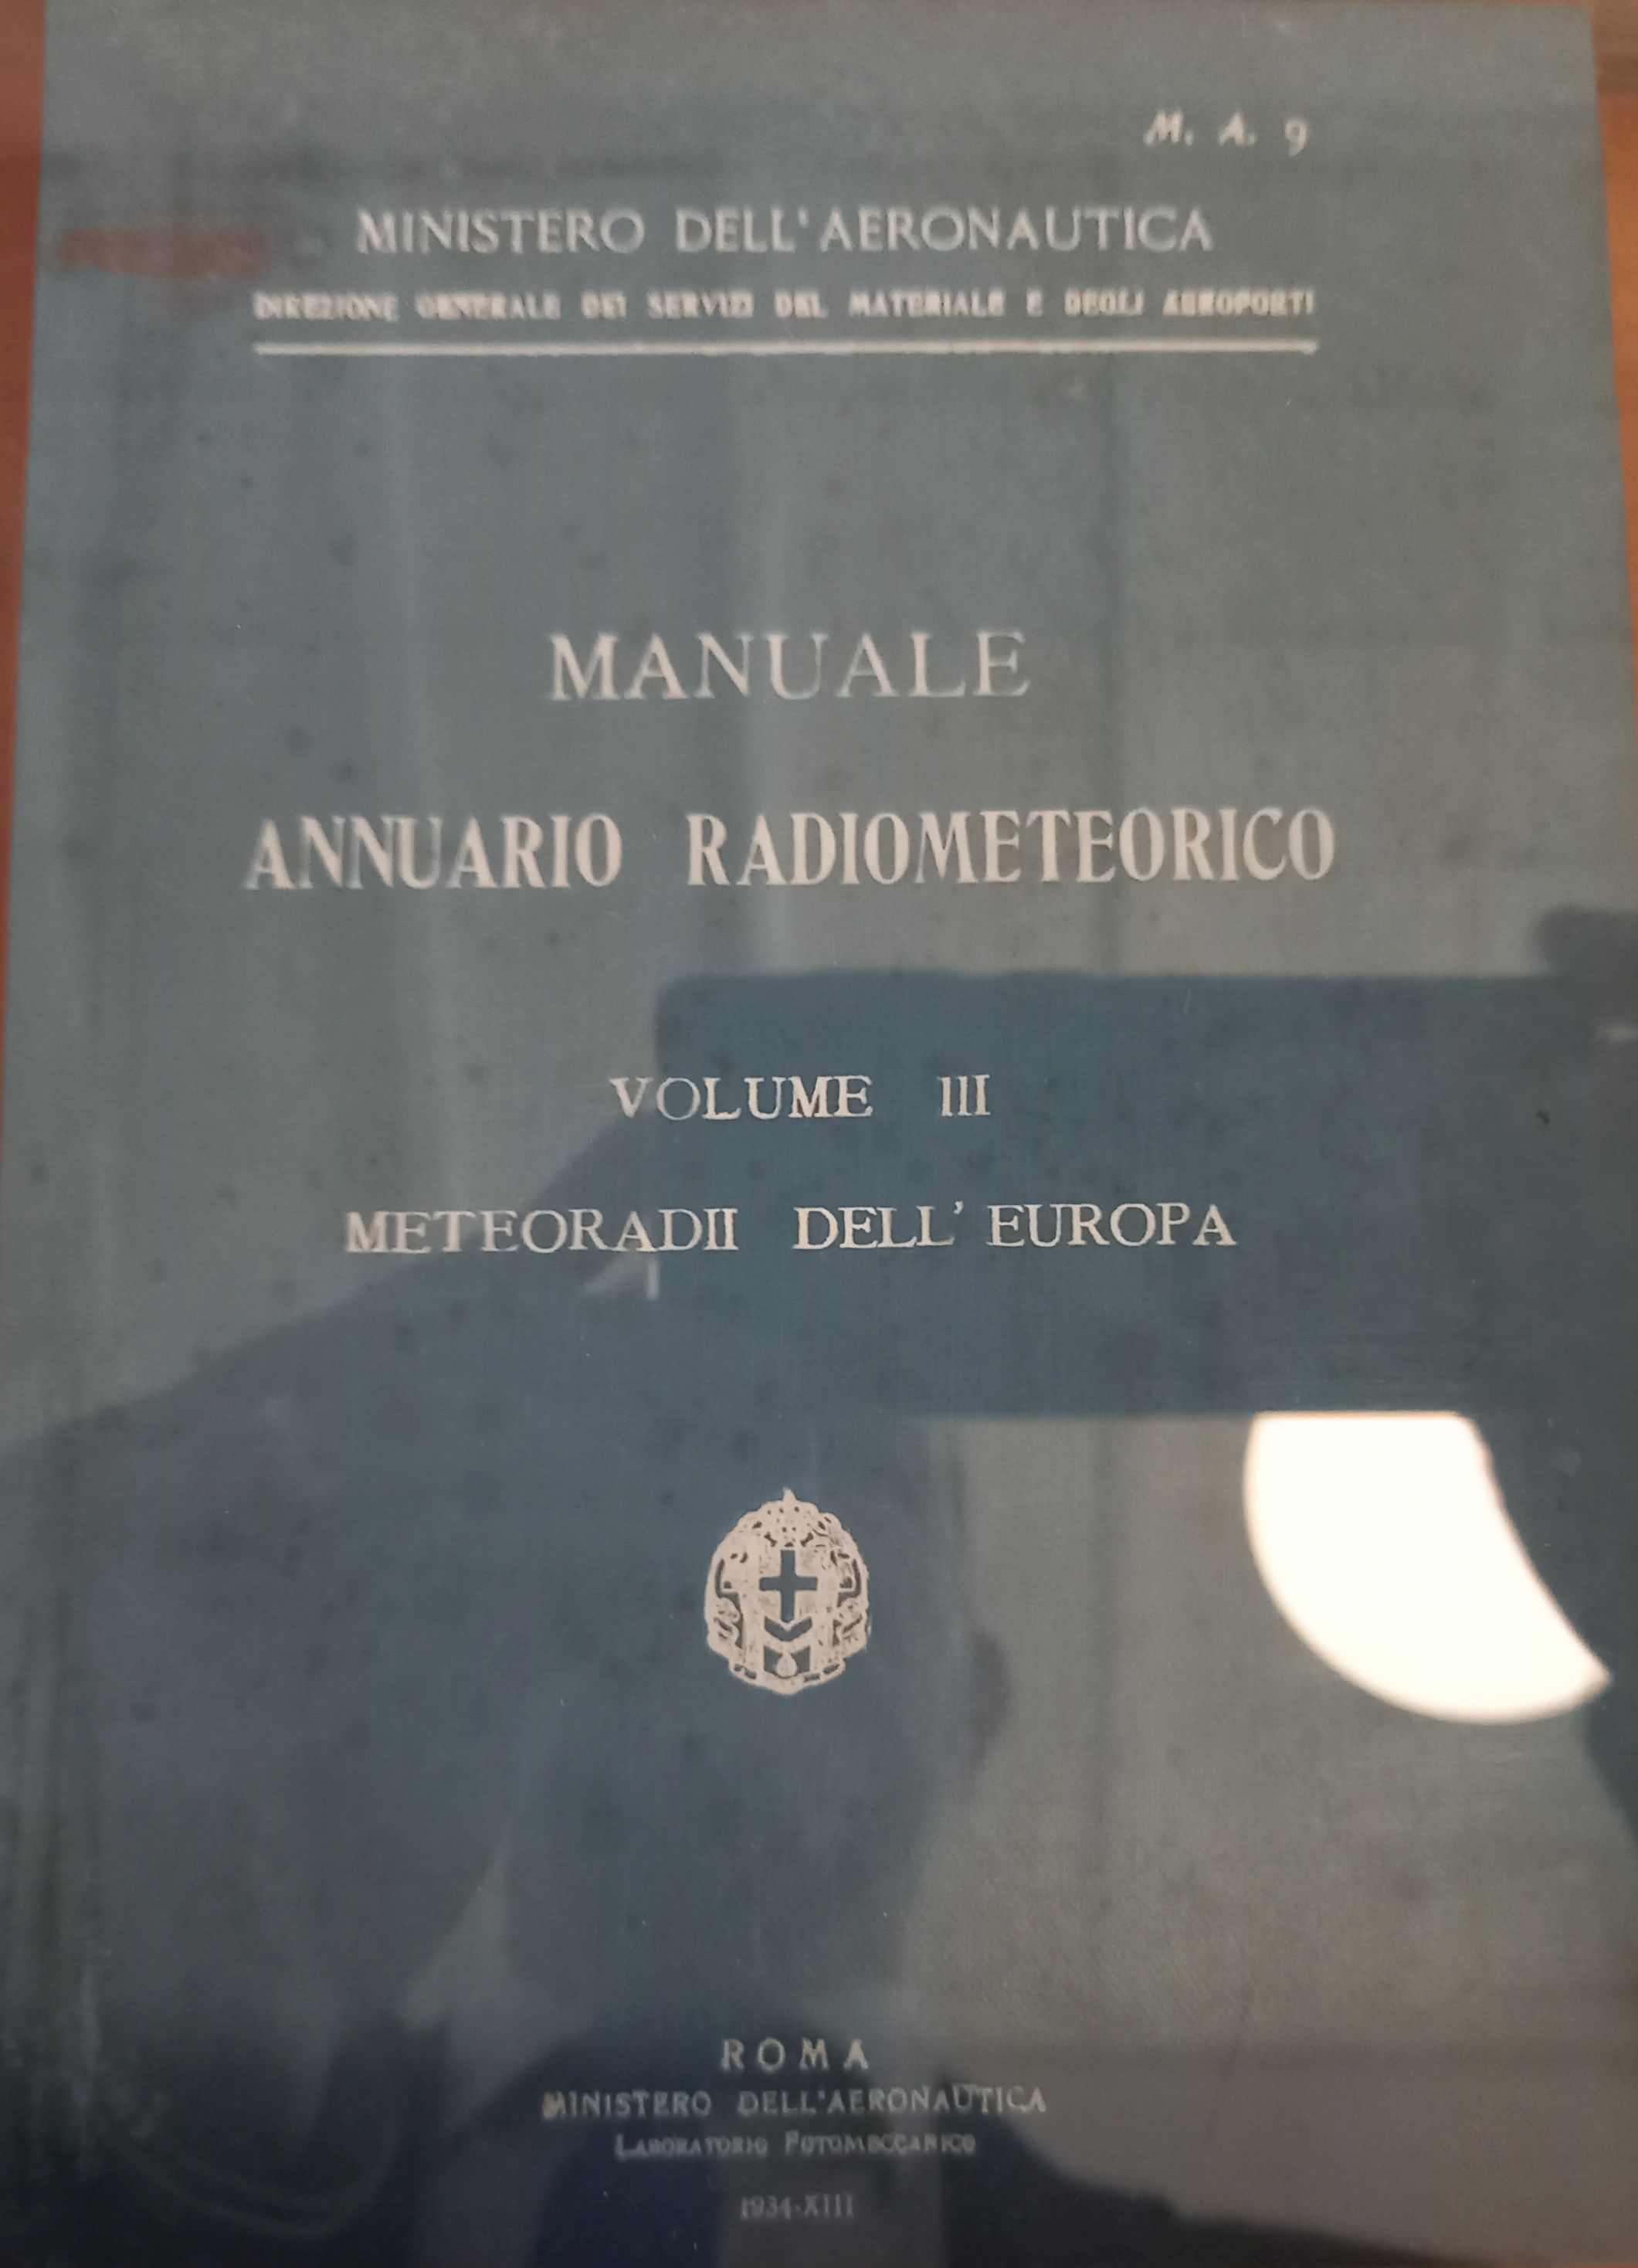 M. A. 9
MINISTERO DELL'AERONAUTICA
DIREZIONE GENERALE DEI SERVIZI DEL MATERIALE E DEGLI AEROPORTI
MANUALE
ANNUARIO RADIOMETEORICO
VOLUME III
METEORADII DELL'EUROPA
ROMA
MINISTERO DELL'AERONAUTICA
LABORATORIO FOTOMECCANICO
1934-XIII